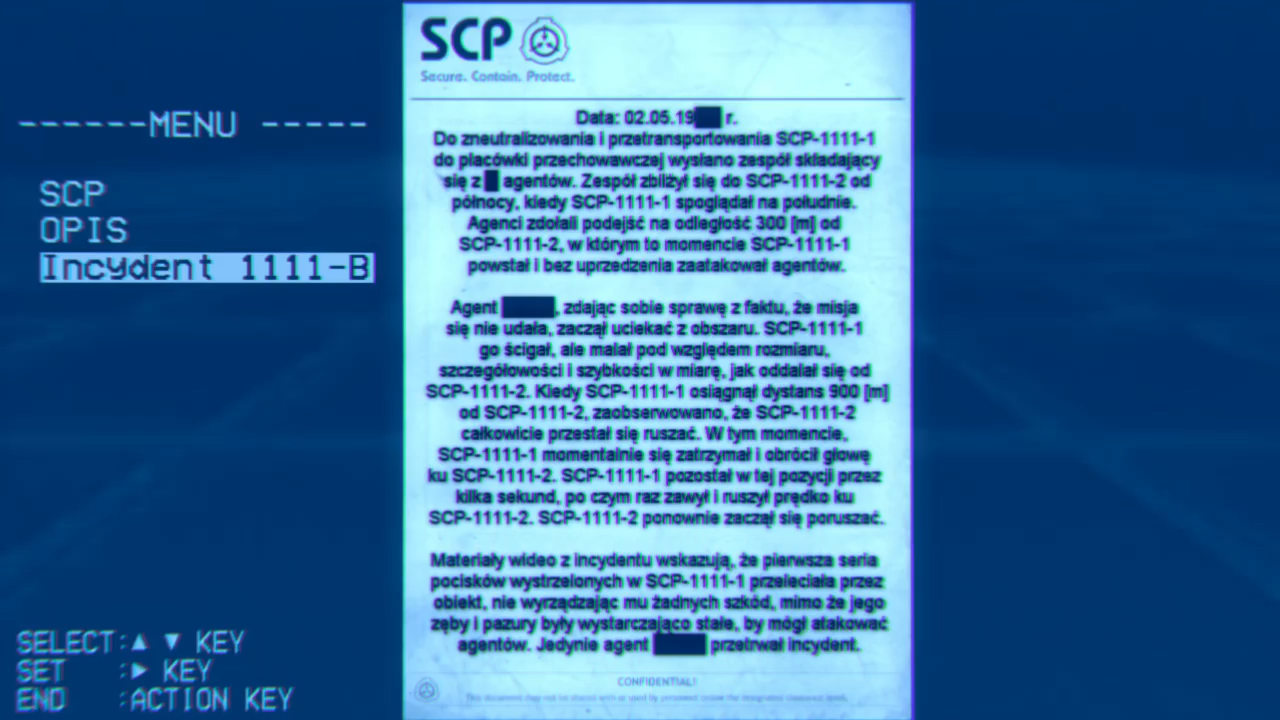 ------MENU -----
SCP
OPIS
Incydent 1111-B
SELECT:▲ ▼ KEY
SET :► KEY
END :ACTION KEY
SCP
Secure. Contain. Protect.
Data: 02.05.19██ r.
Do zneutralizowania i przetransportowania SCP-1111-1
do placówki przechowawczej wysłano zespół składający
się z █ agentów. Zespół zbliżył się do SCP-1111-2 od
północy, kiedy SCP-1111-1 spoglądał na południe.
Agenci zdołali podejść na odległość 300 [m] od
SCP-1111-2, w którym to momencie SCP-1111-1
powstał i bez uprzedzenia zaatakował agentów.
Agent ████, zdając sobie sprawę z faktu, że misja
się nie udała, zaczął uciekać z obszaru. SCP-1111-1
go ścigał, ale malał pod względem rozmiaru,
szczegółowości i szybkości w miarę, jak oddalał się od
SCP-1111-2. Kiedy SCP-1111-1 osiągnął dystans 900 [m]
od SCP-1111-2, zaobserwowano, że SCP-1111-2
całkowicie przestał się ruszać. W tym momencie,
SCP-1111-1 momentalnie się zatrzymał i obrócił głowę
ku SCP-1111-2. SCP-1111-1 pozostał w tej pozycji przez
kilka sekund, po czym raz zawył i ruszył prędko ku
SCP-1111-2. SCP-1111-2 ponownie zaczął się poruszać.
Materiały wideo z incydentu wskazują, że pierwsza seria
pocisków wystrzelonych w SCP-1111-1 przeleciała przez
obiekt, nie wyrządzając mu żadnych szkód, mimo że jego
zęby i pazury były wystarczająco stałe, by mógł atakować
agentów. Jedynie agent ████ przetrwał incydent.
CONFIDENTIAL!